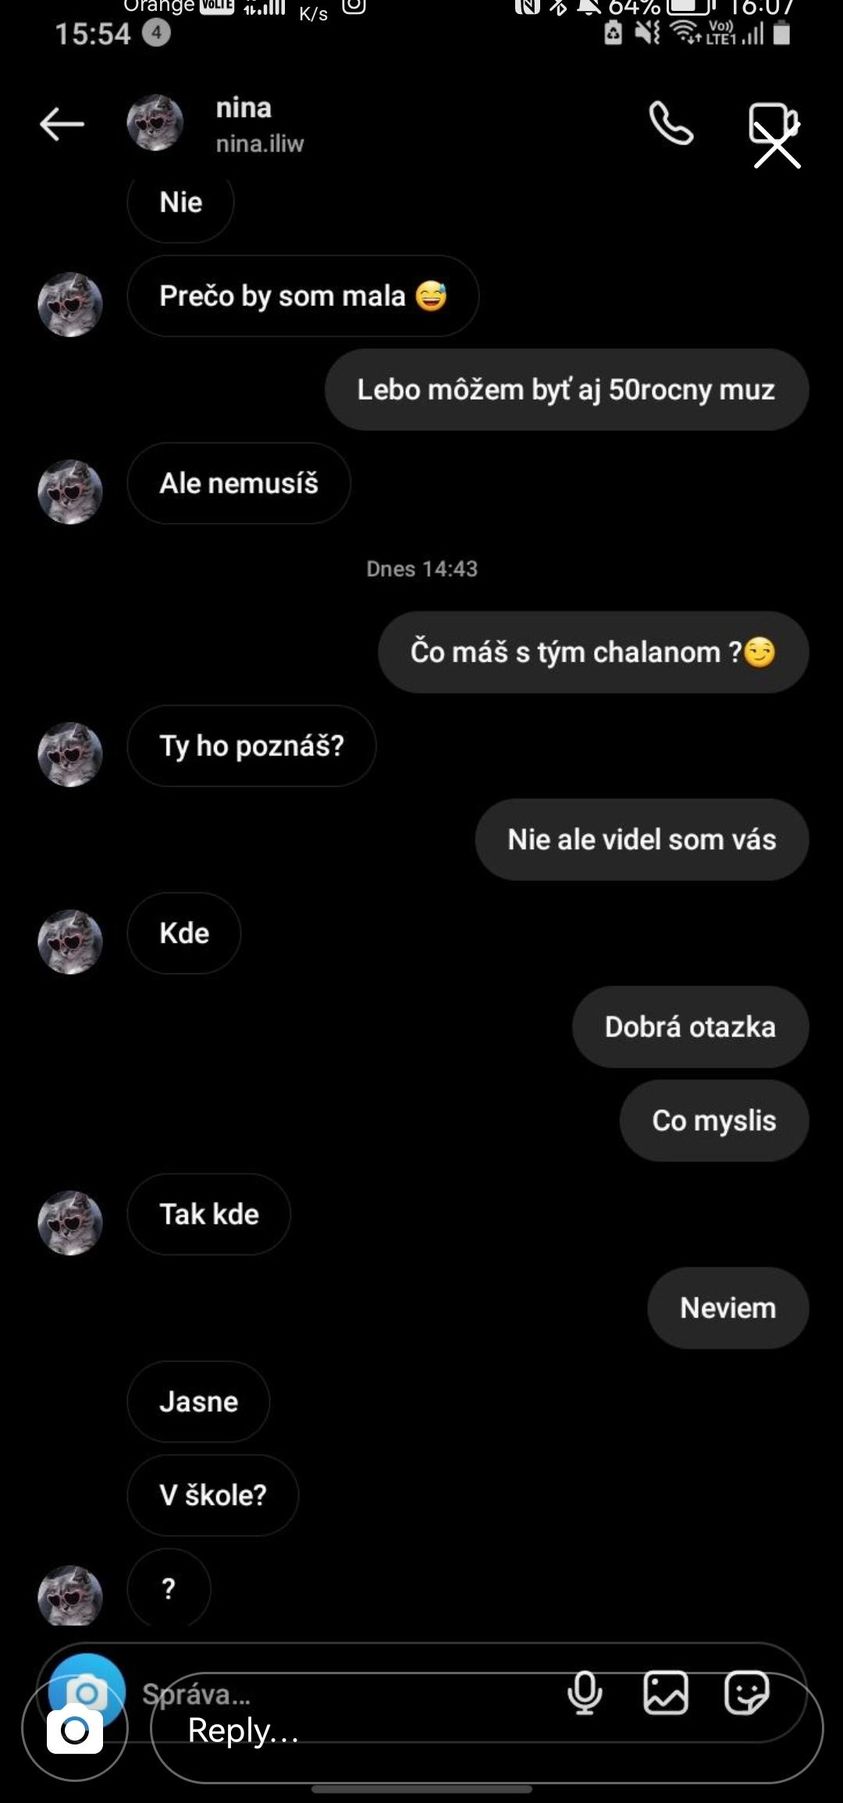 Orange VoLTE K/s 64% 16:07
15:54 4 Vo)) LTE1
nina
nina.iliw
Nie
Prečo by som mala 😅
Lebo môžem byť aj 50rocny muz
Ale nemusíš
Dnes 14:43
Čo máš s tým chalanom ?😏
Ty ho poznáš?
Nie ale videl som vás
Kde
Dobrá otazka
Co myslis
Tak kde
Neviem
Jasne
V škole?
?
Správa...
Reply...